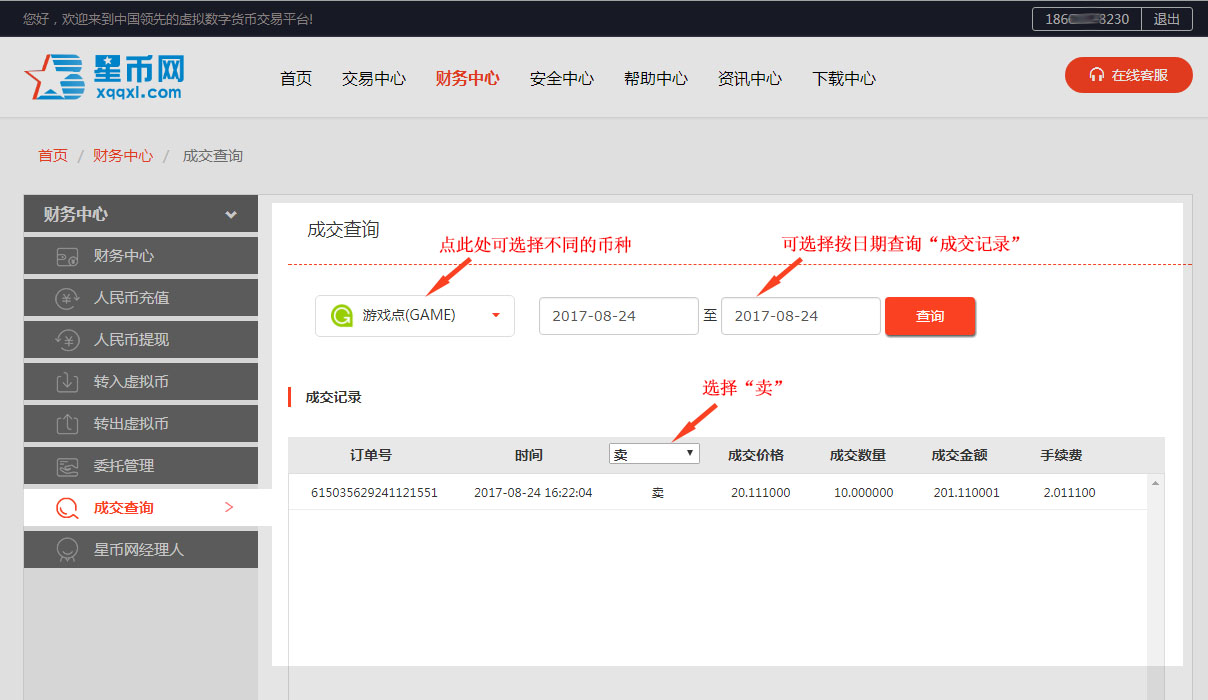 您好，欢迎来到中国领先的虚拟数字货币交易平台!
186 8230 退出
星币网
xqqxl.com
首页 交易中心 财务中心 安全中心 帮助中心 资讯中心 下载中心
在线客服
首页 / 财务中心 / 成交查询
财务中心
财务中心
人民币充值
人民币提现
转入虚拟币
转出虚拟币
委托管理
成交查询
星币网经理人
成交查询
点此处可选择不同的币种
可选择按日期查询“成交记录”
游戏点(GAME) 2017-08-24 至 2017-08-24 查询
选择“卖”
成交记录
订单号 时间 卖 成交价格 成交数量 成交金额 手续费
615035629241121551 2017-08-24 16:22:04 卖 20.111000 10.000000 201.110001 2.011100